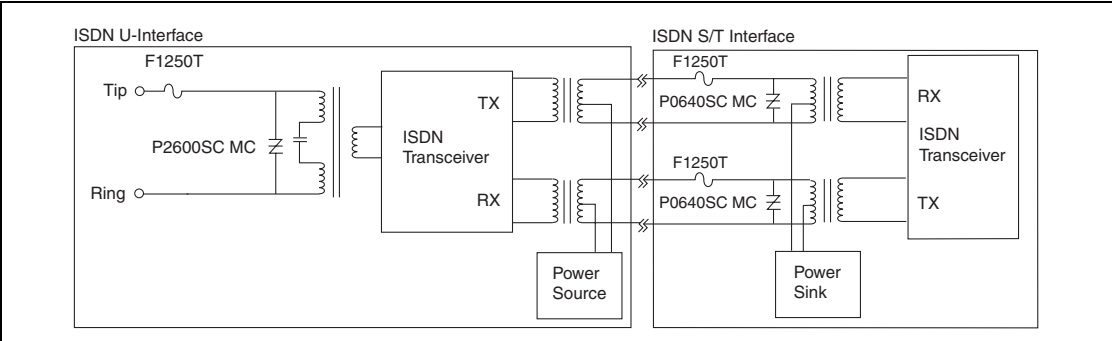 ISDN U-Interface
F1250T
Tip
P2600SC MC
Ring
TX
ISDN
Transceiver
RX
Power
Source
ISDN S/T Interface
F1250T
P0640SC MC
F1250T
P0640SC MC
Power
Sink
RX
ISDN
Transceiver
TX